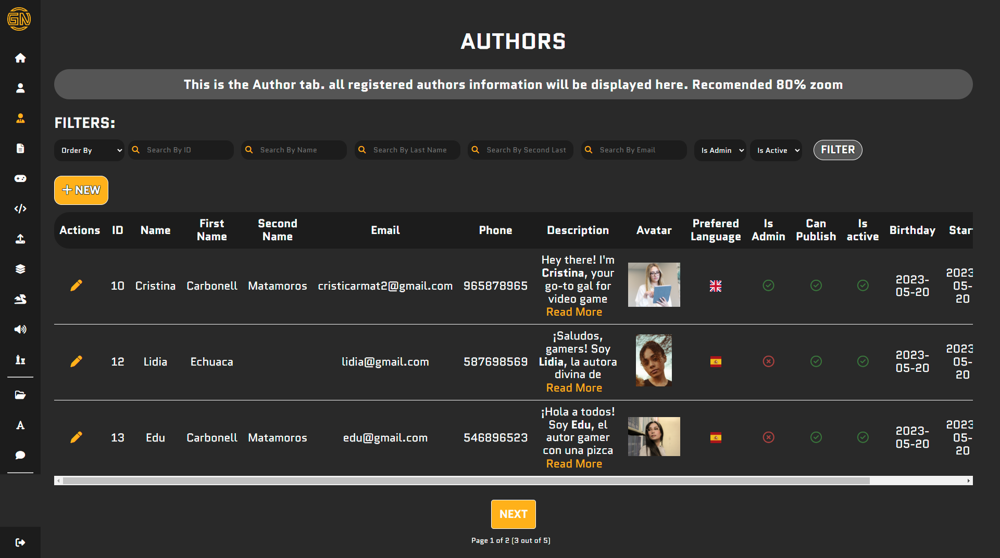 GN
AUTHORS
This is the Author tab. all registered authors information will be displayed here. Recomended 80% zoom
FILTERS:
Order By Search By ID Search By Name Search By Last Name Search By Second Last Search By Email Is Admin Is Active FILTER
+ NEW
Actions ID Name First Name Second Name Email Phone Description Avatar Prefered Language Is Admin Can Publish Is active Birthday Star
10 Cristina Carbonell Matamoros cristicarmat2@gmail.com 965878965
Hey there! I'm
Cristina, your
go-to gal for
video game
Read More
2023-
05-20
2023
05-
20
12 Lidia Echuaca lidia@gmail.com 587698569
¡Saludos,
gamers! Soy
Lidia, la autora
divina de
Read More
2023-
05-20
2023
05-
20
13 Edu Carbonell Matamoros edu@gmail.com 546896523
¡Hola a todos!
Soy Edu, el
autor gamer
con una pizca
Read More
2023-
05-20
2023
05-
20
NEXT
Page 1 of 2 (3 out of 5)